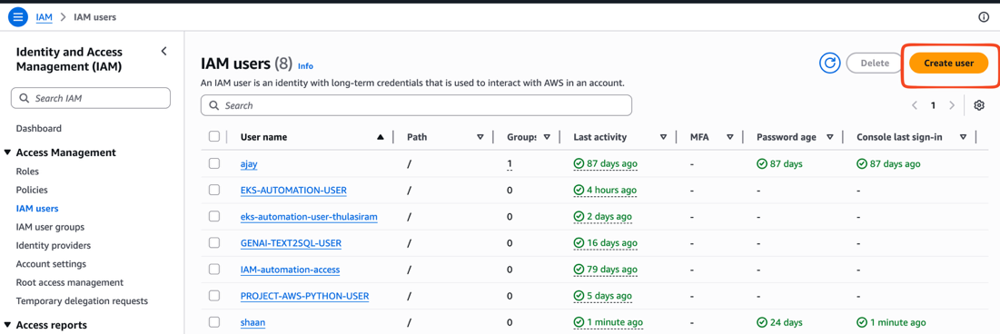 IAM > IAM users
Identity and Access
Management (IAM)
Search IAM
Dashboard
Access Management
Roles
Policies
IAM users
IAM user groups
Identity providers
Account settings
Root access management
Temporary delegation requests
Access reports
IAM users (8) Info
Delete
Create user
An IAM user is an identity with long-term credentials that is used to interact with AWS in an account.
Search
< 1 >
User name Path Groups Last activity MFA Password age Console last sign-in
ajay / 1 87 days ago - 87 days 87 days ago
EKS-AUTOMATION-USER / 0 4 hours ago - - -
eks-automation-user-thulasiram / 0 2 days ago - - -
GENAI-TEXT2SQL-USER / 0 16 days ago - - -
IAM-automation-access / 0 79 days ago - - -
PROJECT-AWS-PYTHON-USER / 0 5 days ago - - -
shaan / 0 1 minute ago - 24 days 1 minute ago